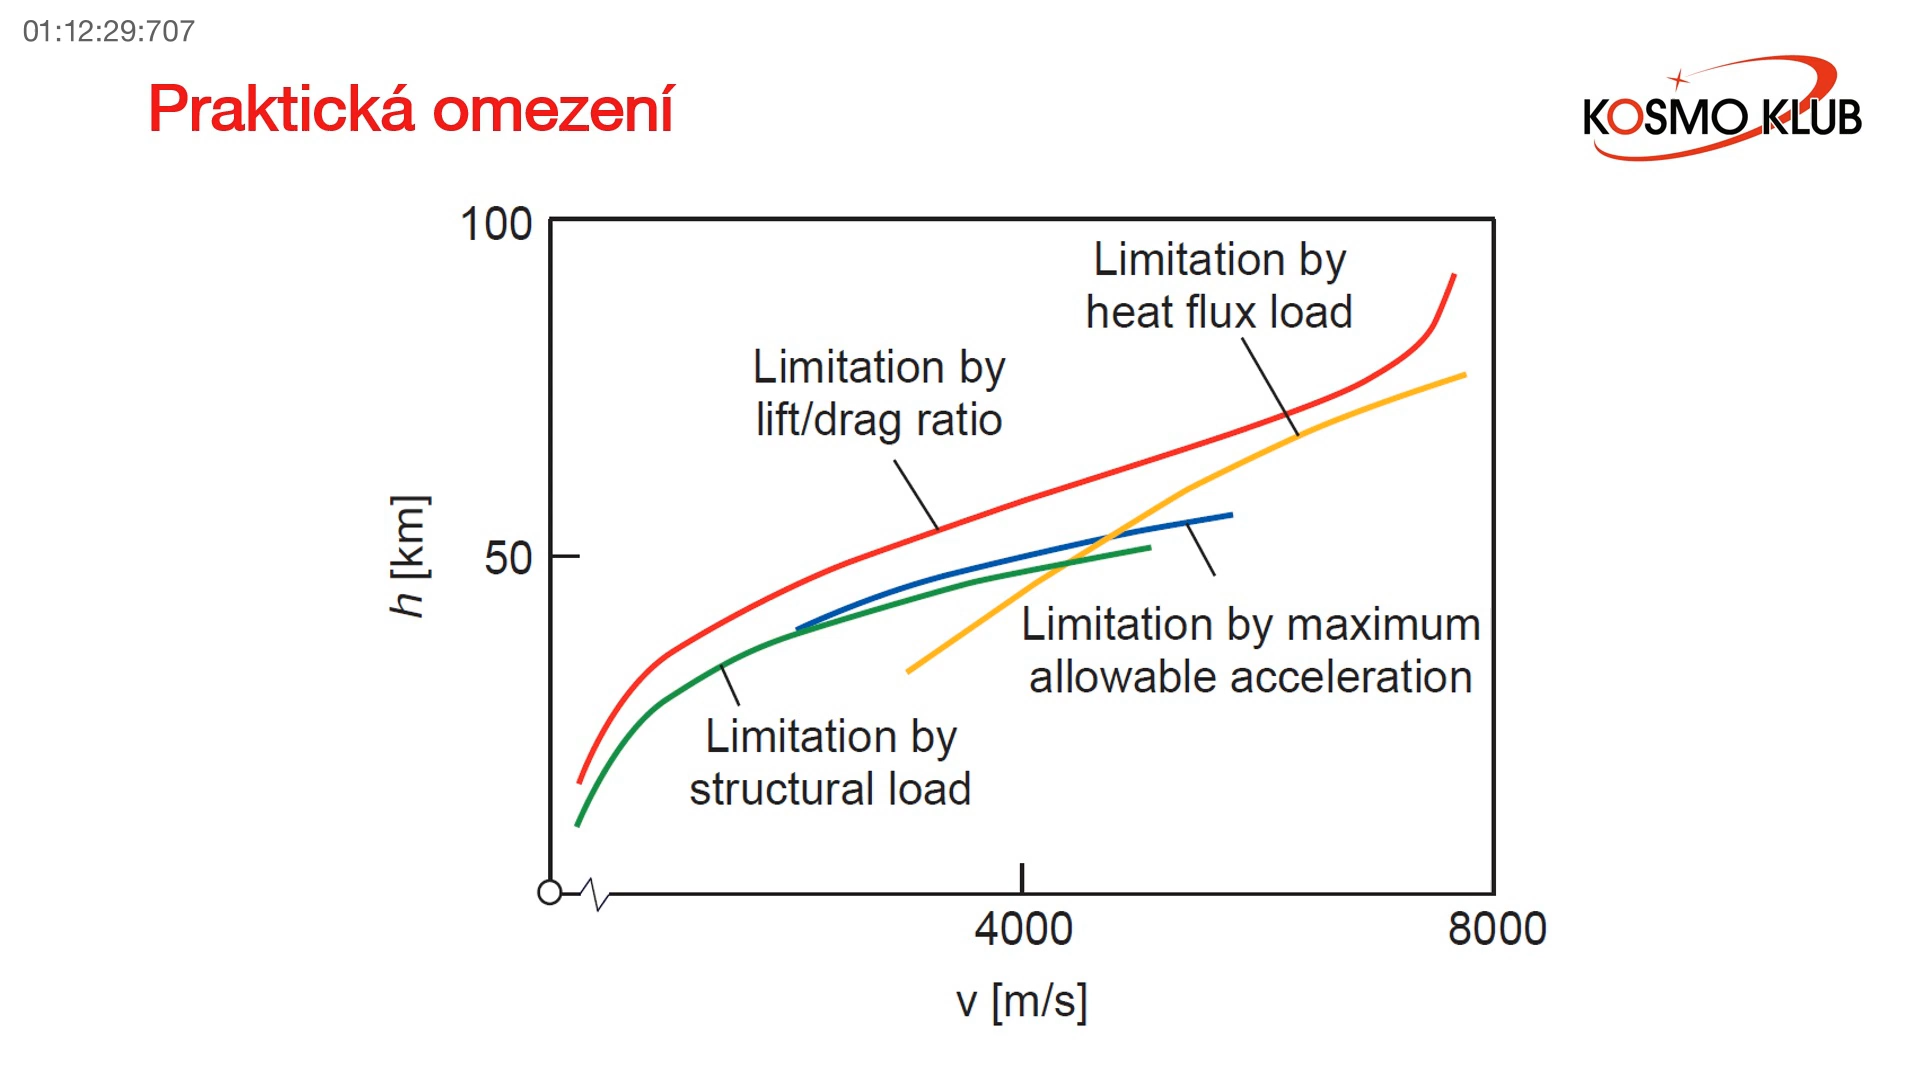 01:12:29:707
Praktická omezení
KOSMO KLUB
100
Limitation by
heat flux load
Limitation by
lift/drag ratio
h [km]
50
Limitation by maximum
allowable acceleration
Limitation by
structural load
4000
8000
v [m/s]